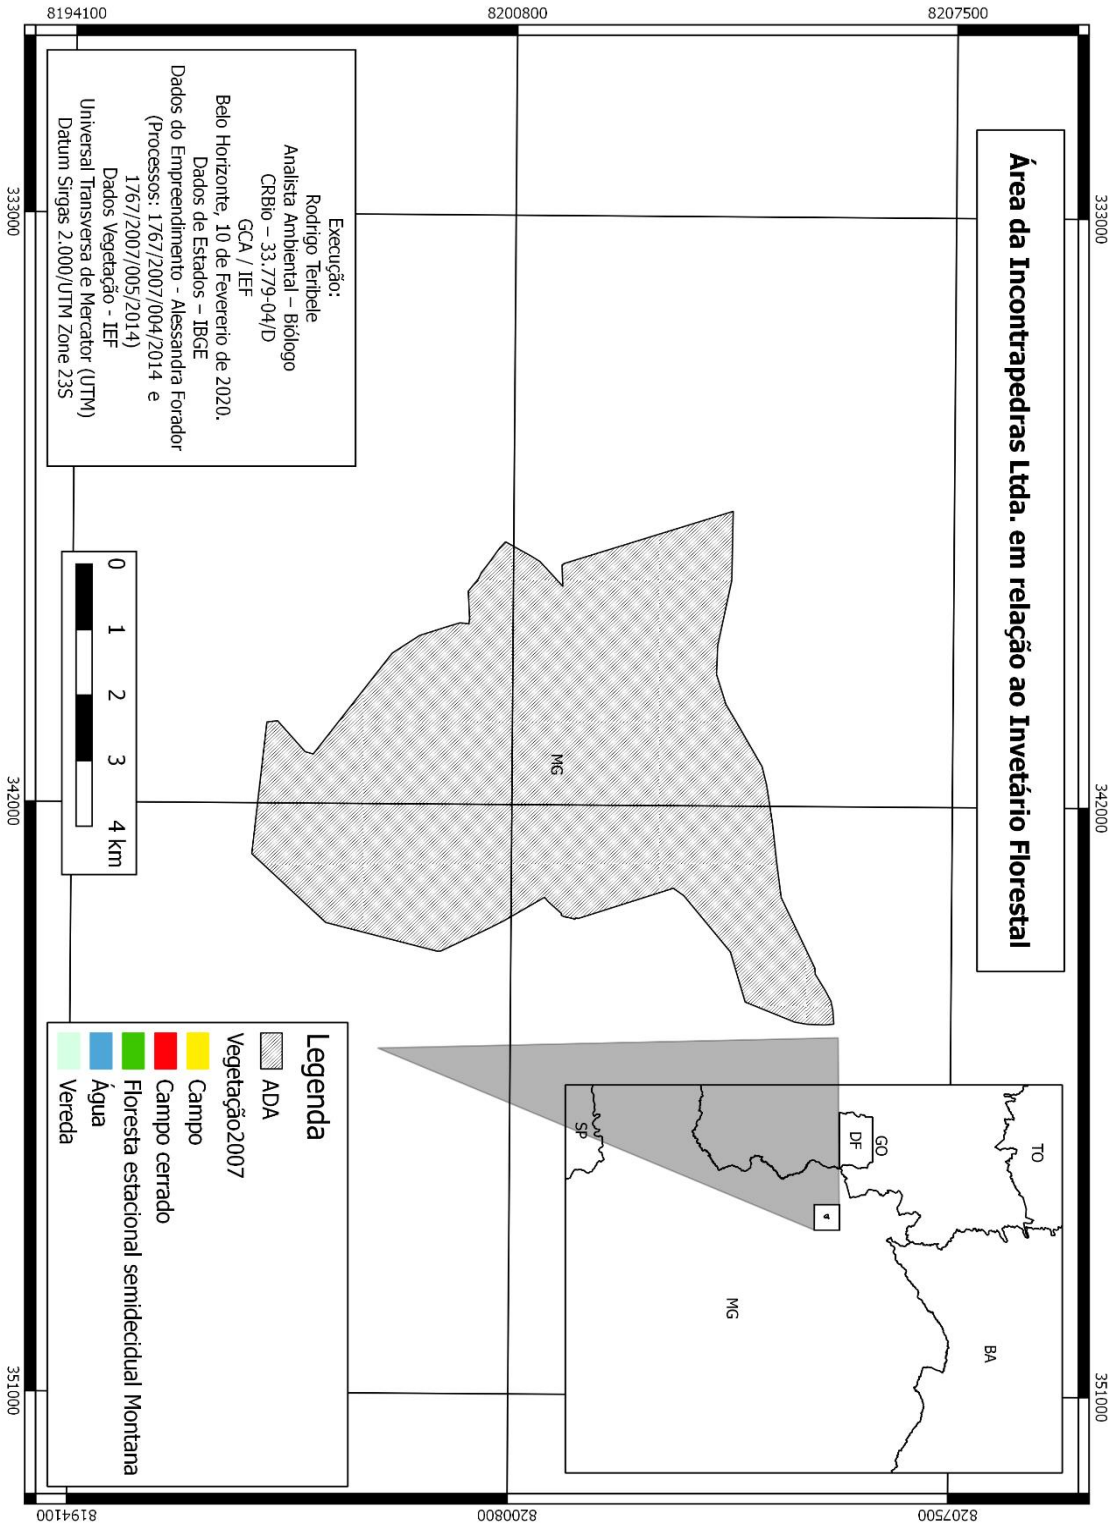 Área da Incontrapedras Ltda. em relação ao Invetário Florestal
333000
342000
351000
8207500
8207500
8200800
8200800
8194100
8194100
333000
342000
351000
TO
BA
GO
DF
MG
SP
MG
Execução:
Rodrigo Teribele
Analista Ambiental – Biólogo
CRBio – 33.779-04/D
GCA / IEF
Belo Horizonte, 10 de Fevererio de 2020.
Dados de Estados – IBGE
Dados do Empreendimento - Alessandra Forador
(Processos: 1767/2007/004/2014 e
1767/2007/005/2014)
Dados Vegetação - IEF
Universal Transversa de Mercator (UTM)
Datum Sirgas 2.000/UTM Zone 23S
0 1 2 3 4 km
Legenda
ADA
Vegetação2007
Campo
Campo cerrado
Floresta estacional semidecidual Montana
Água
Vereda